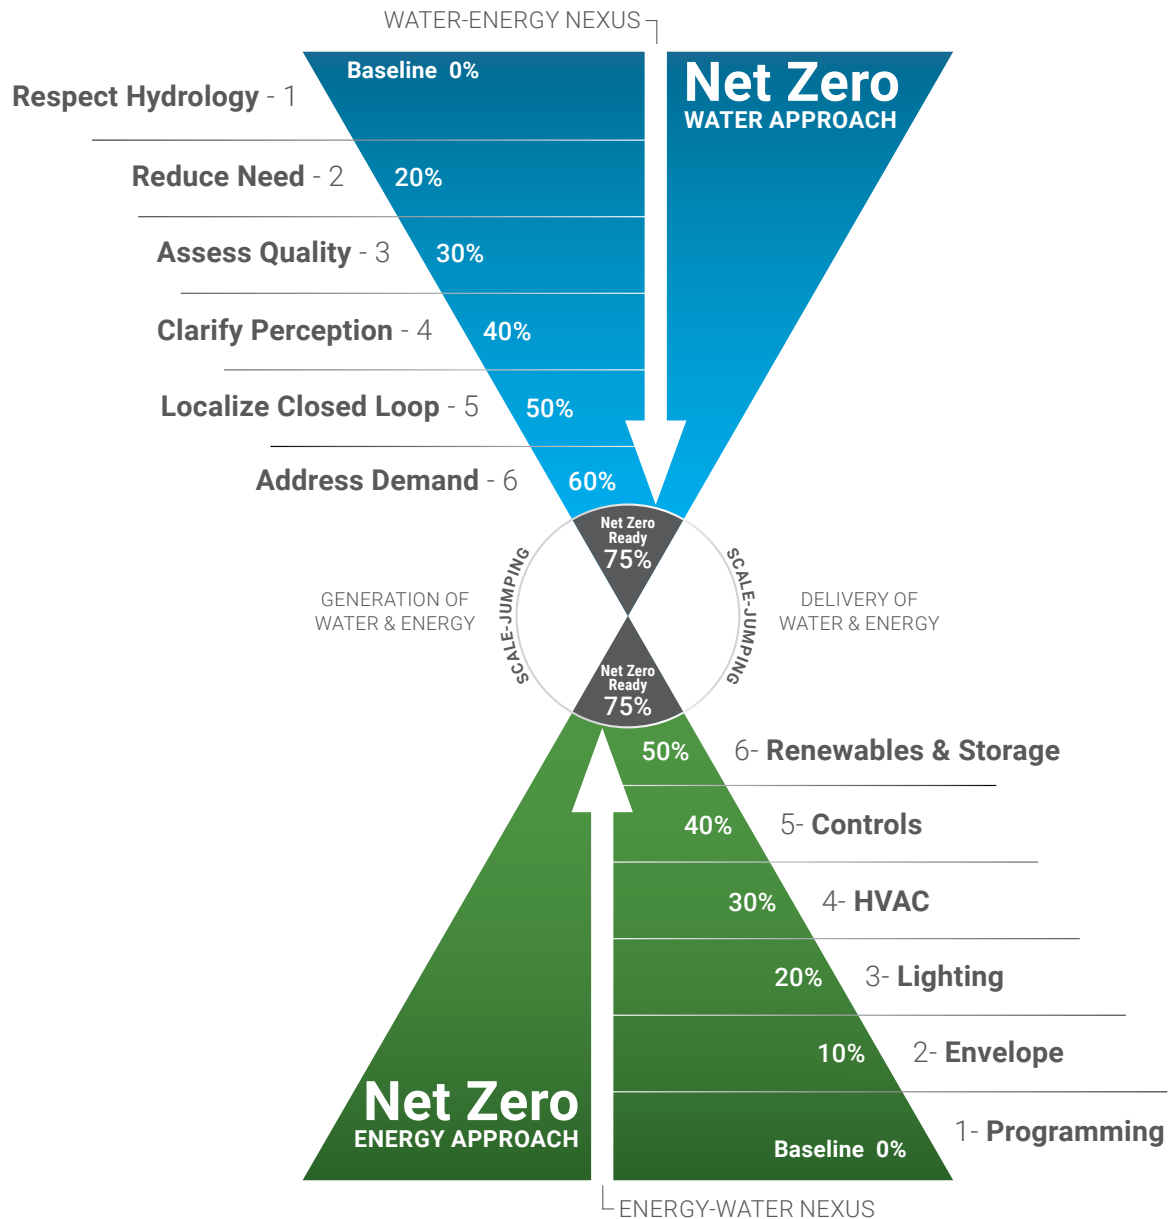 WATER-ENERGY NEXUS
Baseline 0%
Net Zero
WATER APPROACH
Respect Hydrology - 1
Reduce Need - 2
20%
Assess Quality - 3
30%
Clarify Perception - 4
40%
Localize Closed Loop - 5
50%
Address Demand - 6
60%
Net Zero
Ready
75%
SCALE-JUMPING
SCALE-JUMPING
GENERATION OF
WATER & ENERGY
DELIVERY OF
WATER & ENERGY
Net Zero
Ready
75%
50%
6- Renewables & Storage
40%
5- Controls
30%
4- HVAC
20%
3- Lighting
10%
2- Envelope
Net Zero
ENERGY APPROACH
1- Programming
Baseline 0%
ENERGY-WATER NEXUS